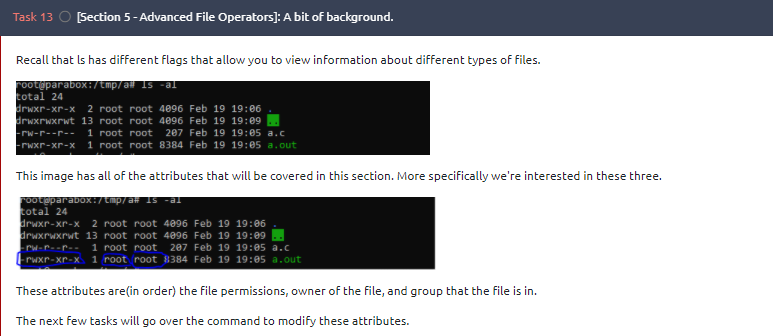 Task 13 [Section 5 - Advanced File Operators]: A bit of background.
Recall that ls has different flags that allow you to view information about different types of files.
root@parabox:/tmp/a# ls -al
total 24
drwxr-xr-x 2 root root 4096 Feb 19 19:06 .
drwxrwxrwt 13 root root 4096 Feb 19 19:09 ..
-rw-r--r-- 1 root root 207 Feb 19 19:05 a.c
-rwxr-xr-x 1 root root 8384 Feb 19 19:05 a.out
This image has all of the attributes that will be covered in this section. More specifically we're interested in these three.
root@parabox:/tmp/a# ls -al
total 24
drwxr-xr-x 2 root root 4096 Feb 19 19:06 .
drwxrwxrwt 13 root root 4096 Feb 19 19:09 ..
-rw-r--r-- 1 root root 207 Feb 19 19:05 a.c
-rwxr-xr-x 1 root root 8384 Feb 19 19:05 a.out
These attributes are(in order) the file permissions, owner of the file, and group that the file is in.
The next few tasks will go over the command to modify these attributes.